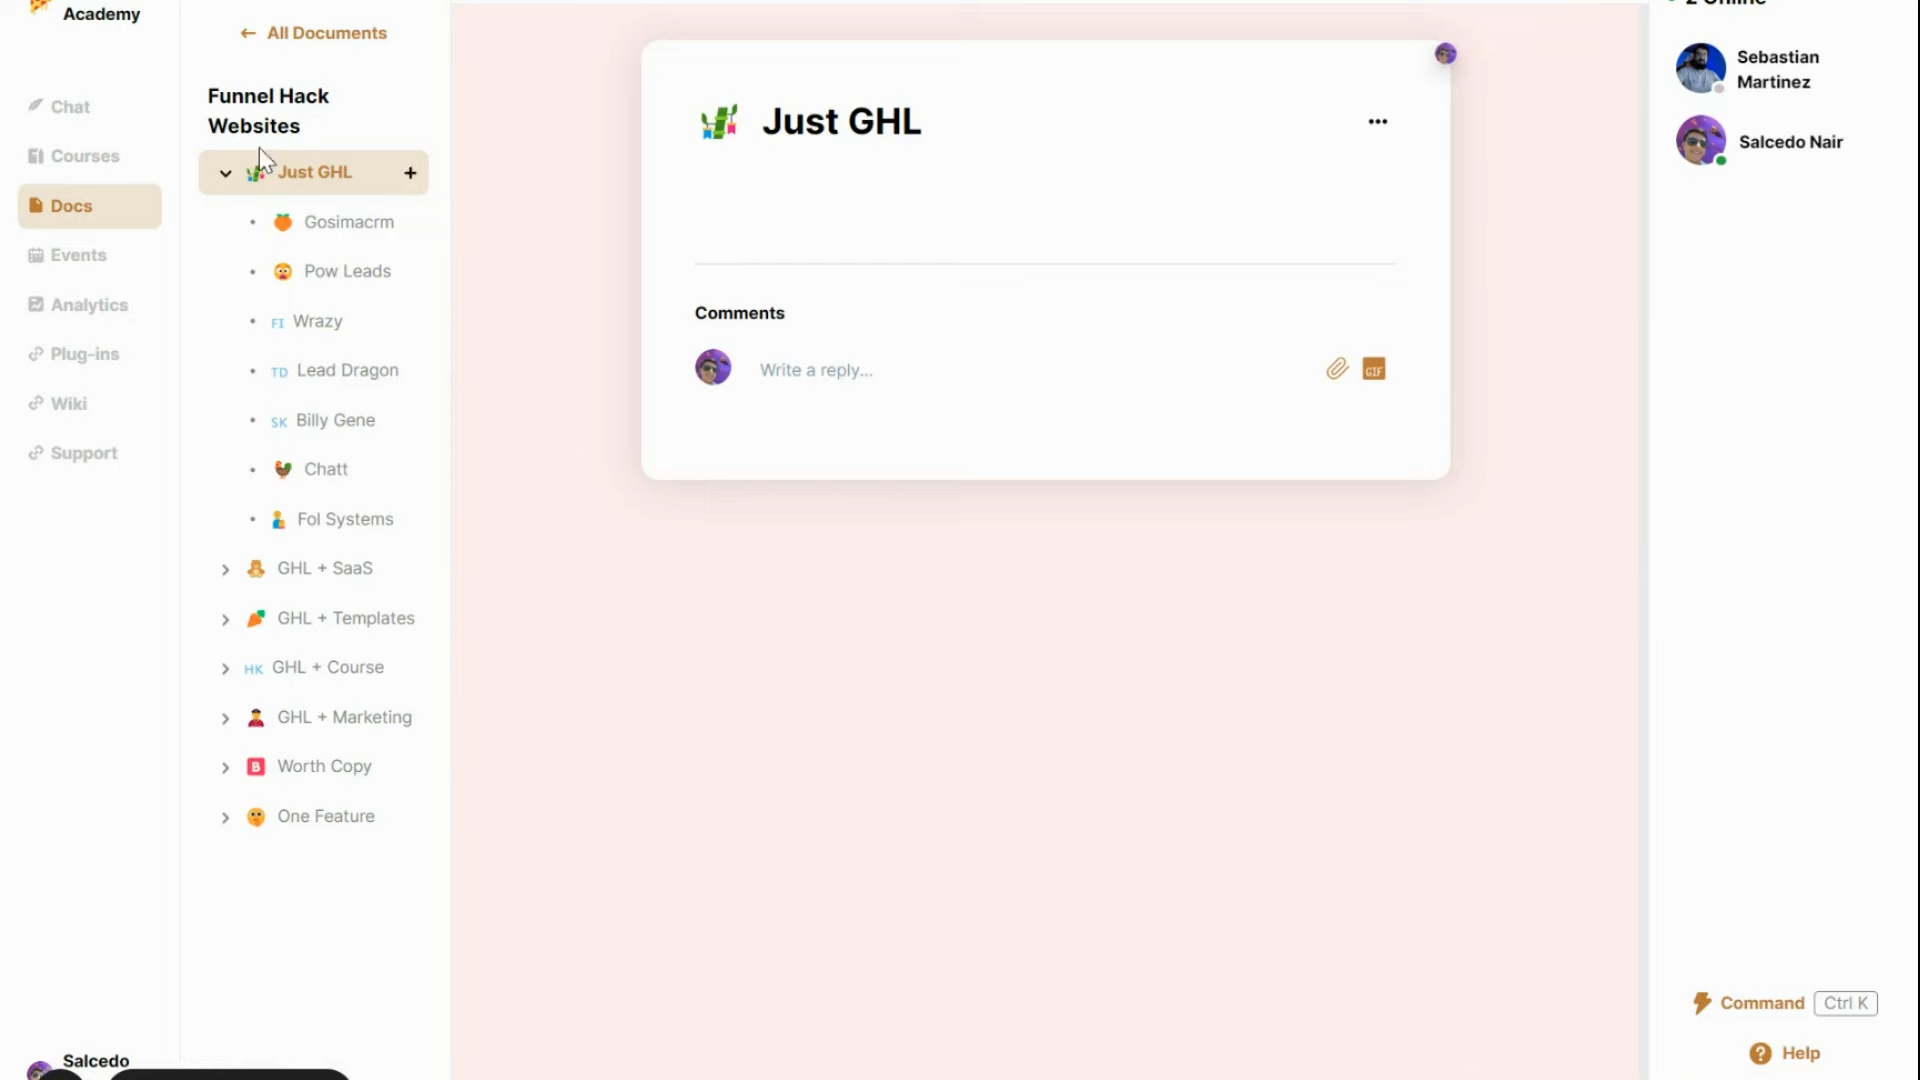 Academy
Chat
Courses
Docs
Events
Analytics
Plug-ins
Wiki
Support
Salcedo
← All Documents
Funnel Hack
Websites
Just GHL +
Gosimacrm
Pow Leads
FI Wrazy
TD Lead Dragon
SK Billy Gene
Chatt
Fol Systems
GHL + SaaS
GHL + Templates
HK GHL + Course
GHL + Marketing
B Worth Copy
One Feature
Just GHL
Comments
Write a reply...
GIF
2 Online
Sebastian
Martinez
Salcedo Nair
Command Ctrl K
? Help